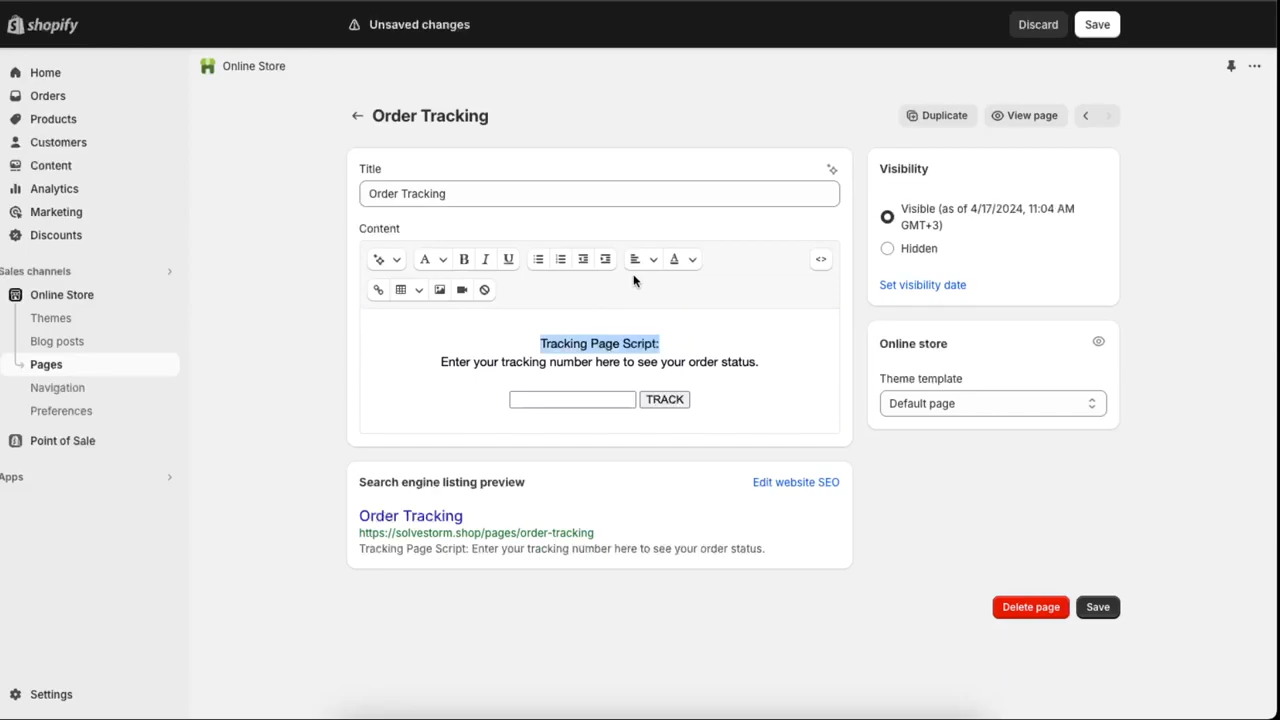 shopify
Unsaved changes
Discard
Save
Online Store
Home
Orders
Products
Customers
Content
Analytics
Marketing
Discounts
Sales channels
Online Store
Themes
Blog posts
Pages
Navigation
Preferences
Point of Sale
Apps
Settings
Order Tracking
Duplicate
View page
Title
Order Tracking
Content
A
B
I
U
A
<>
Tracking Page Script:
Enter your tracking number here to see your order status.
TRACK
Search engine listing preview
Edit website SEO
Order Tracking
https://solvestorm.shop/pages/order-tracking
Tracking Page Script: Enter your tracking number here to see your order status.
Visibility
Visible (as of 4/17/2024, 11:04 AM
GMT+3)
Hidden
Set visibility date
Online store
Theme template
Default page
Delete page
Save